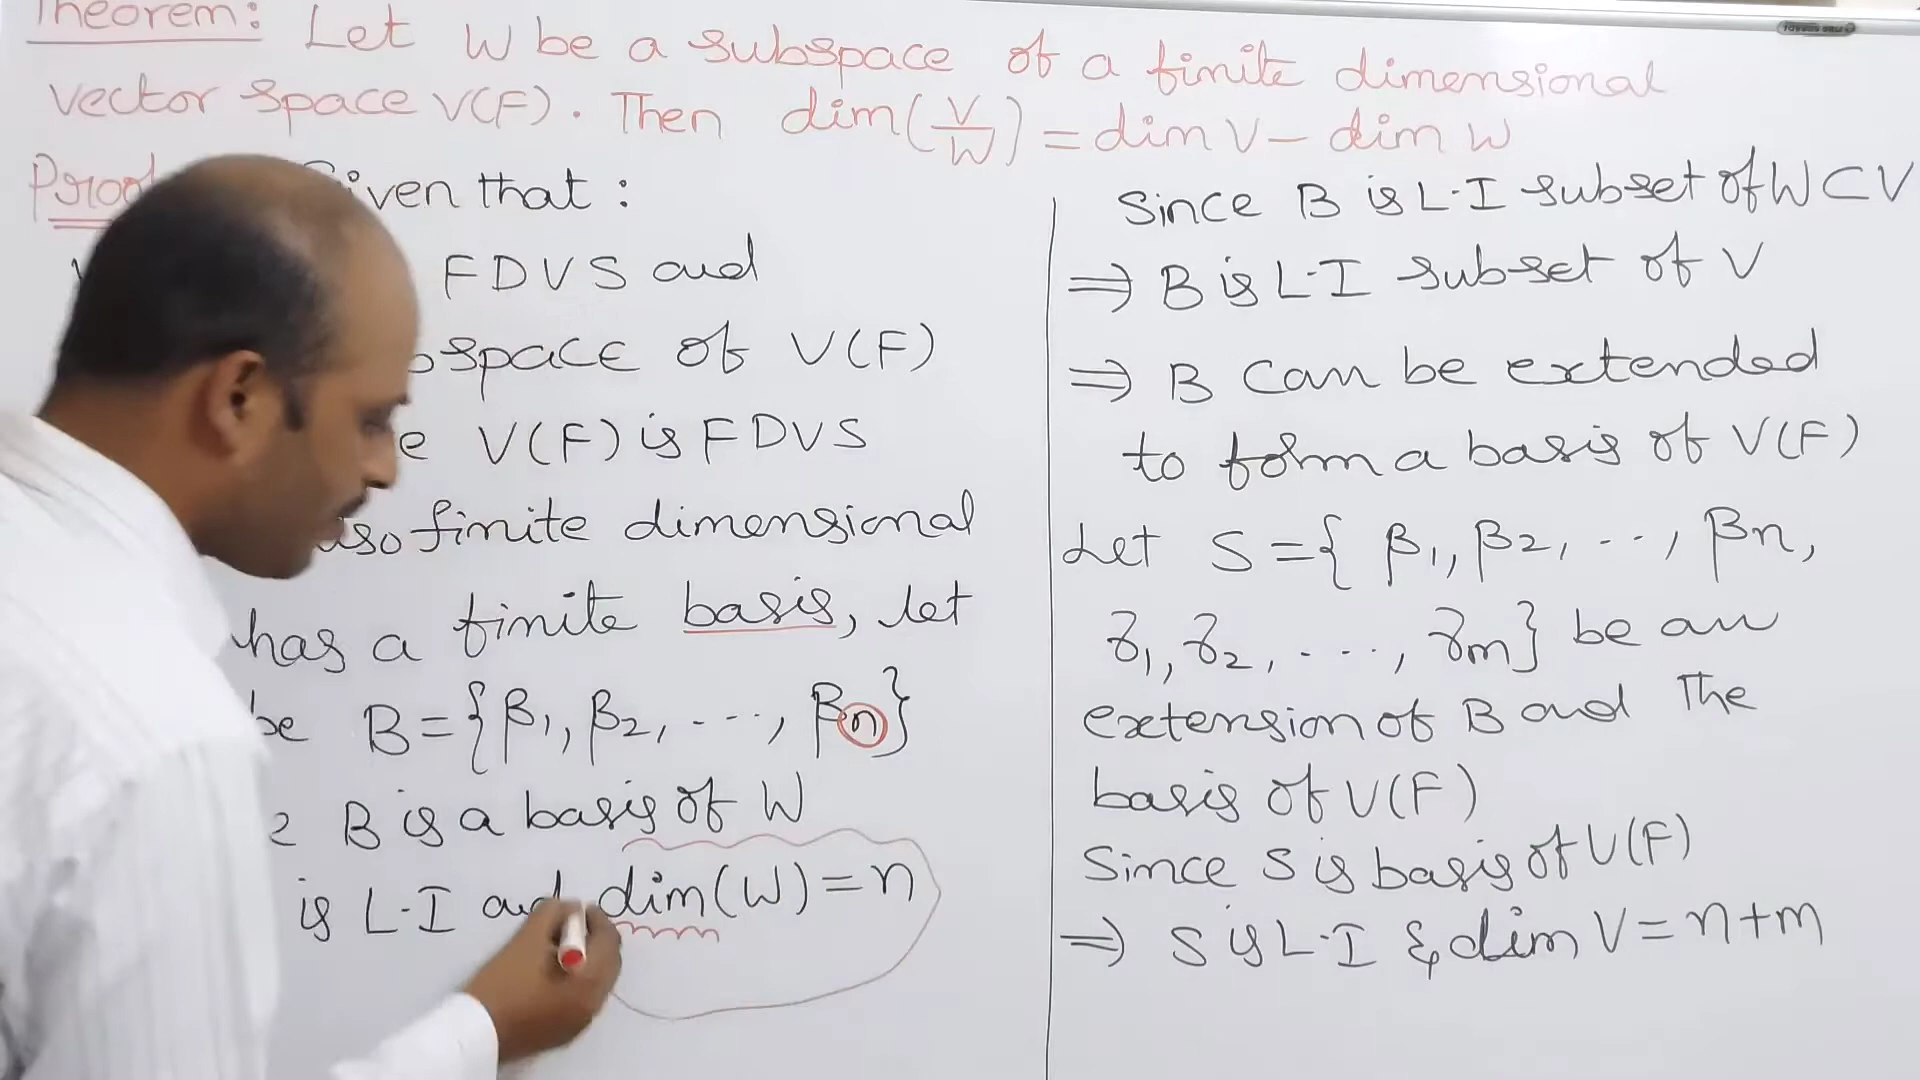 Theorem: Let W be a subspace of a finite dimensional
vector space V(F). Then dim(V/W) = dim V - dim W
Proof
Given that :
FDVS and
space of V(F)
V(F) is FDVS
also finite dimensional
has a finite basis, let
be B = {β1, β2, ..., βn}
B is a basis of W
is L.I and dim(W) = n
Since B is L.I subset of W ⊂ V
⇒ B is L.I subset of V
⇒ B can be extended
to form a basis of V(F)
Let S = { β1, β2, .., βn,
γ1, γ2, ..., γm} be an
extension of B and The
basis of V(F)
Since S is basis of V(F)
⇒ S is L.I & dim V = n+m